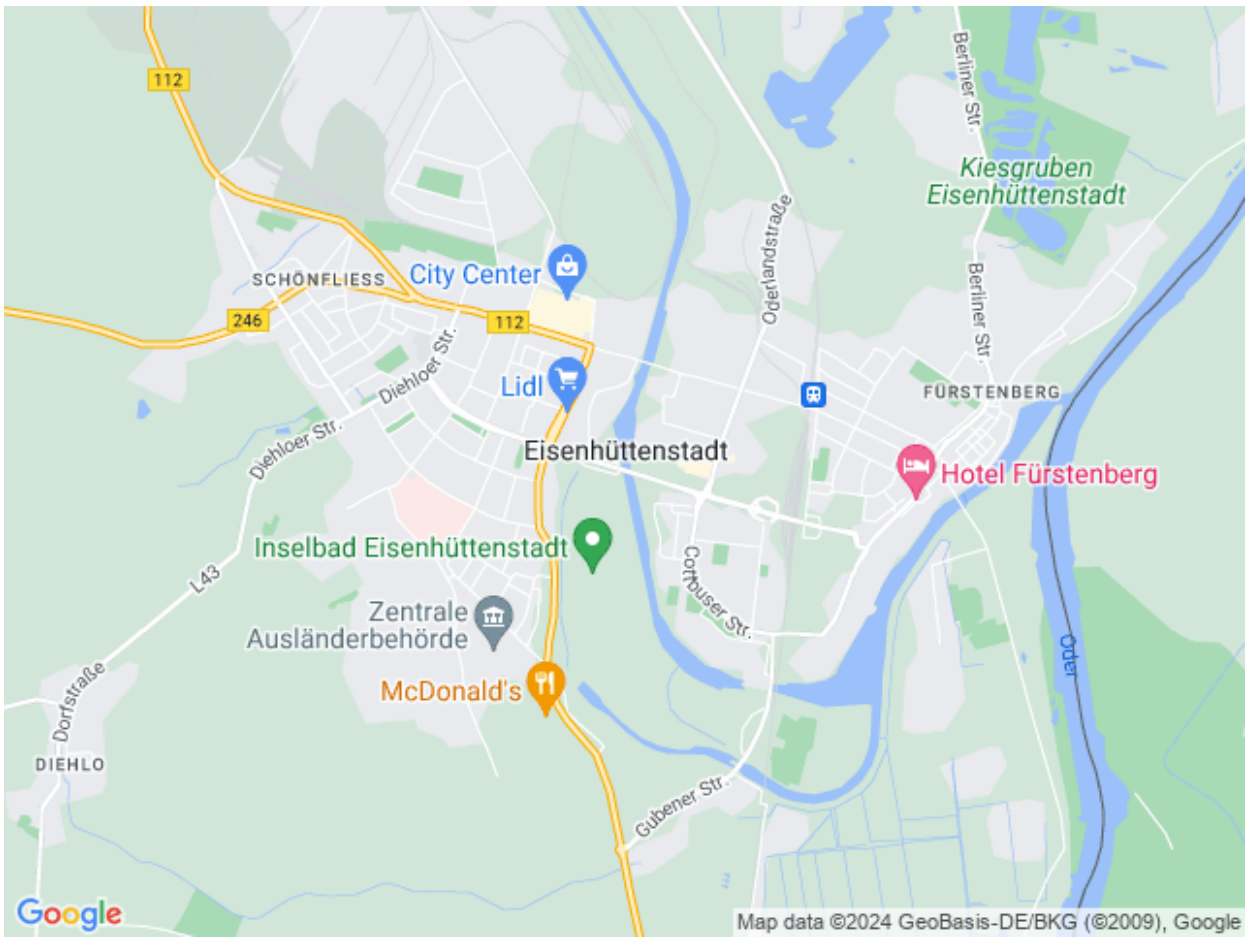 Berliner Str.
112
Kiesgruben
Eisenhüttenstadt
Oderlandstraße
City Center
SCHÖNFLIESS
Berliner Str.
246
112
Diehloer Str.
Lidl
FÜRSTENBERG
Diehloer Str.
Eisenhüttenstadt
Hotel Fürstenberg
Inselbad Eisenhüttenstadt
L43
Cottbuser Str.
Zentrale
Ausländerbehörde
Oder
McDonald's
Dorfstraße
DIEHLO
Gubener Str.
Google
Map data ©2024 GeoBasis-DE/BKG (©2009), Google